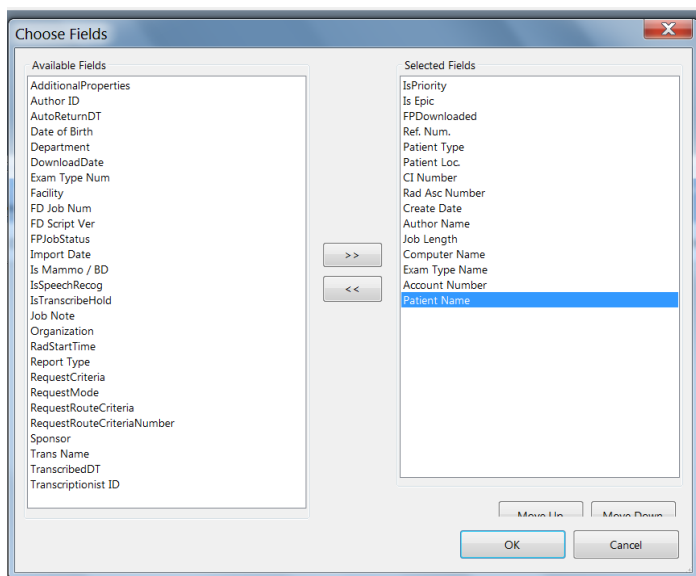 Choose Fields
Available Fields
AdditionalProperties
Author ID
AutoReturnDT
Date of Birth
Department
DownloadDate
Exam Type Num
Facility
FD Job Num
FD Script Ver
FPJobStatus
Import Date
Is Mammo / BD
IsSpeechRecog
IsTranscribeHold
Job Note
Organization
RadStartTime
Report Type
RequestCriteria
RequestMode
RequestRouteCriteria
RequestRouteCriteriaNumber
Sponsor
Trans Name
TranscribedDT
Transcriptionist ID
>>
<<
Selected Fields
IsPriority
Is Epic
FPDownloaded
Ref. Num.
Patient Type
Patient Loc.
CI Number
Rad Asc Number
Create Date
Author Name
Job Length
Computer Name
Exam Type Name
Account Number
Patient Name
Move Up Move Down
OK Cancel